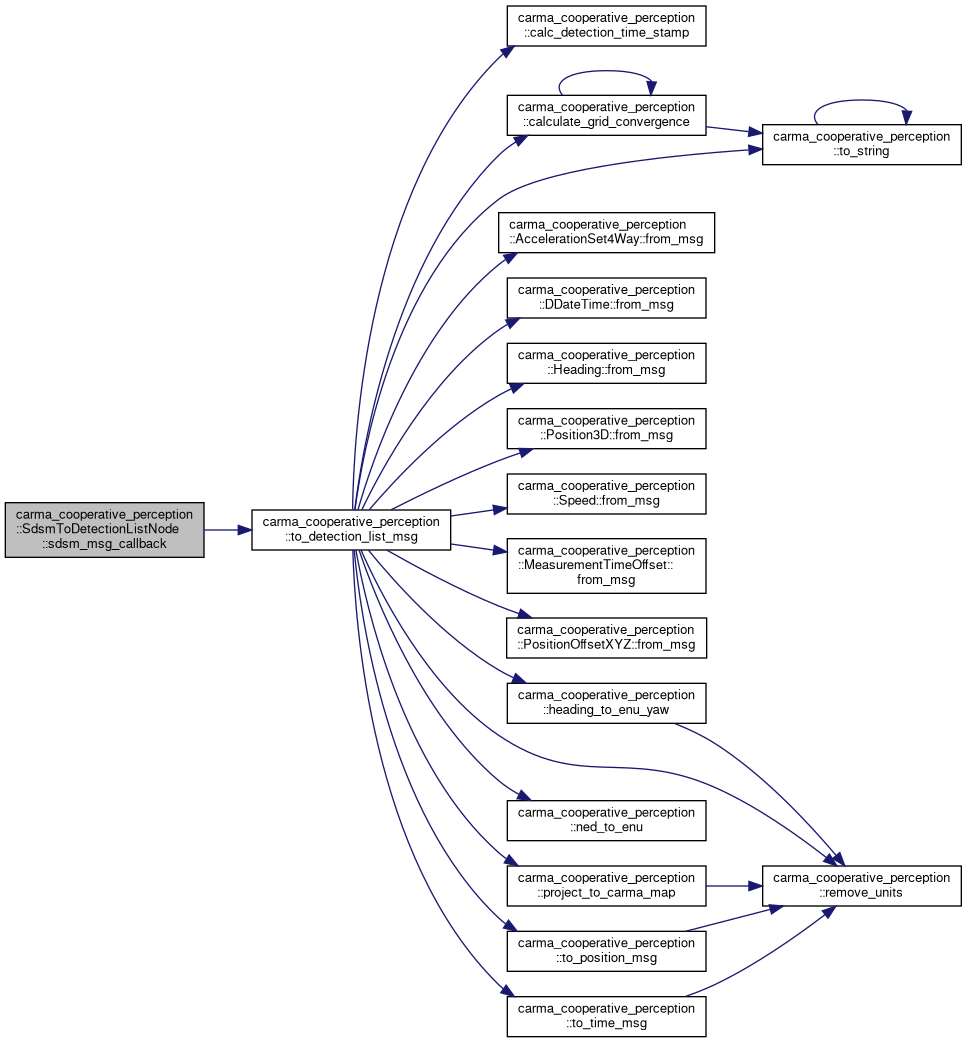 carma_cooperative_perception
::calc_detection_time_stamp
carma_cooperative_perception
::calculate_grid_convergence
carma_cooperative_perception
::to_string
carma_cooperative_perception
::AccelerationSet4Way::from_msg
carma_cooperative_perception
::DDateTime::from_msg
carma_cooperative_perception
::Heading::from_msg
carma_cooperative_perception
::Position3D::from_msg
carma_cooperative_perception
::Speed::from_msg
carma_cooperative_perception
::SdsmToDetectionListNode
::sdsm_msg_callback
carma_cooperative_perception
::to_detection_list_msg
carma_cooperative_perception
::MeasurementTimeOffset::
from_msg
carma_cooperative_perception
::PositionOffsetXYZ::from_msg
carma_cooperative_perception
::heading_to_enu_yaw
carma_cooperative_perception
::ned_to_enu
carma_cooperative_perception
::project_to_carma_map
carma_cooperative_perception
::remove_units
carma_cooperative_perception
::to_position_msg
carma_cooperative_perception
::to_time_msg